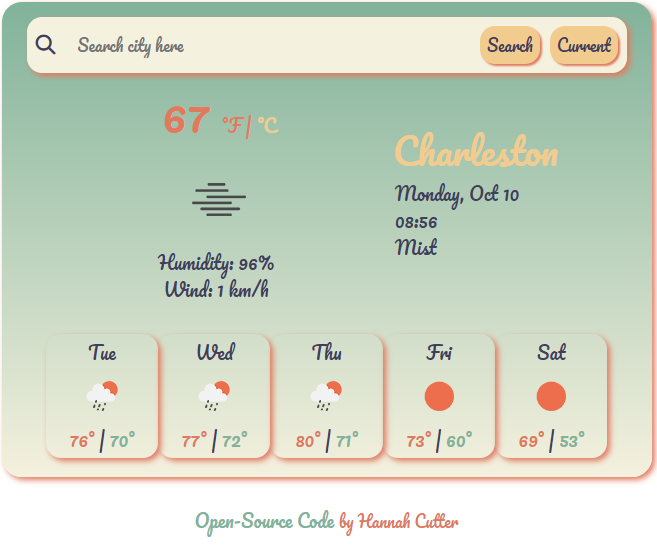 Search city here Search Current
67 °F/ °C
Charleston
Monday, Oct 10
08:56
Mist
Humidity: 96%
Wind: 1 km/h
Tue Wed Thu Fri Sat
76° / 70° 77° / 72° 80° / 71° 73° / 60° 69° / 53°
Open-Source Code by Hannah Cutter